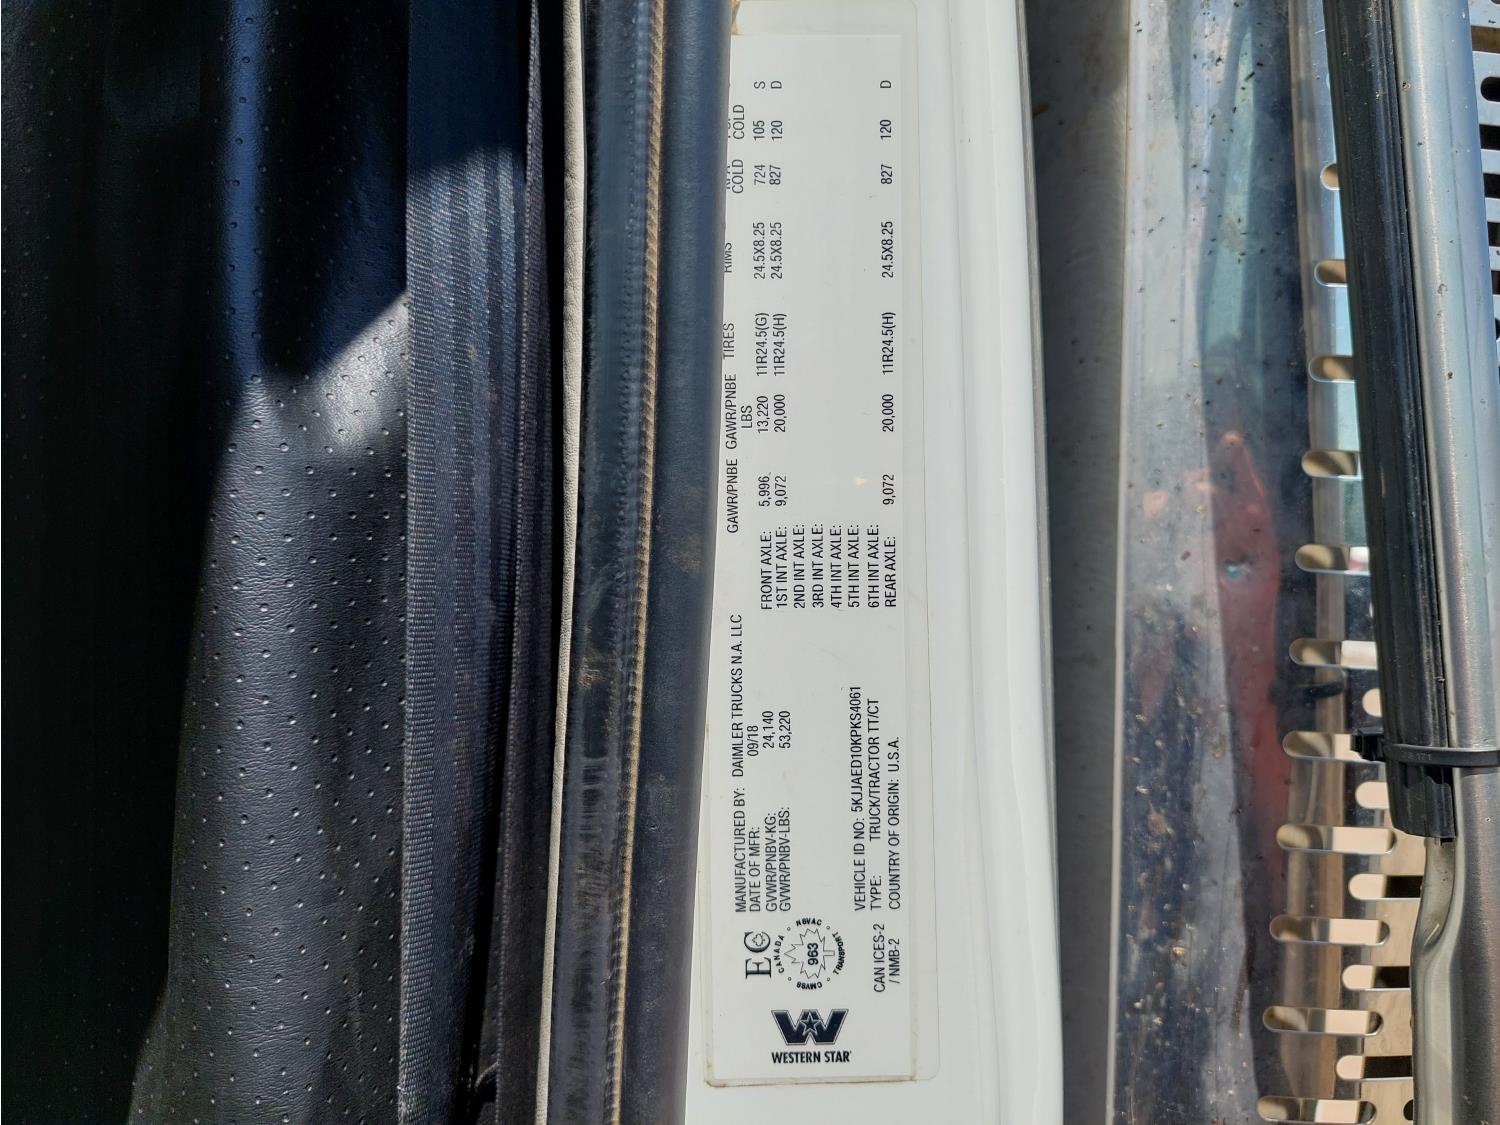 WESTERN STAR
EC
CANADA
NSVAC
TRANSPORT
CMVSS
963
CAN ICES-2
/ NMB-2
MANUFACTURED BY: DAIMLER TRUCKS N.A. LLC
DATE OF MFR: 09/18
GVWR/PNBV-KG: 24,140
GVWR/PNBV-LBS: 53,220
VEHICLE ID NO: 5KJJAED10KPKS4061
TYPE: TRUCK/TRACTOR TT/CT
COUNTRY OF ORIGIN: U.S.A.
GAWR/PNBE GAWR/PNBE TIRES RIMS
LBS COLD COLD
FRONT AXLE: 5,996 13,220 11R24.5(G) 24.5X8.25 724 105 S
1ST INT AXLE: 9,072 20,000 11R24.5(H) 24.5X8.25 827 120 D
2ND INT AXLE:
3RD INT AXLE:
4TH INT AXLE:
5TH INT AXLE:
6TH INT AXLE:
REAR AXLE: 9,072 20,000 11R24.5(H) 24.5X8.25 827 120 D